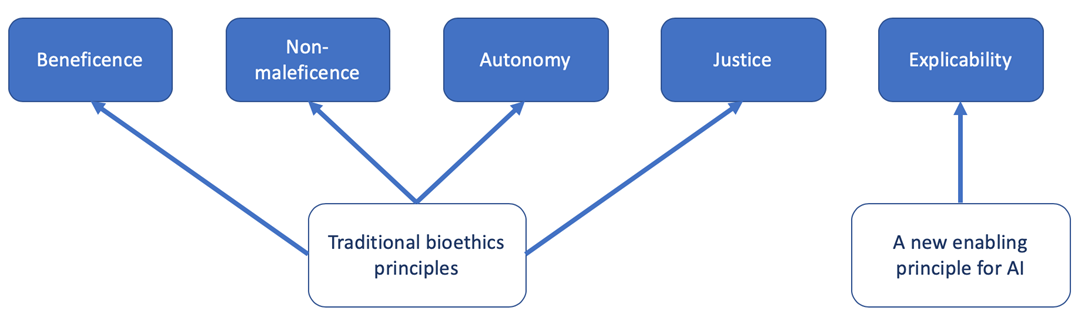 Beneficence
Non-
maleficence
Autonomy
Justice
Explicability
Traditional bioethics
principles
A new enabling
principle for AI